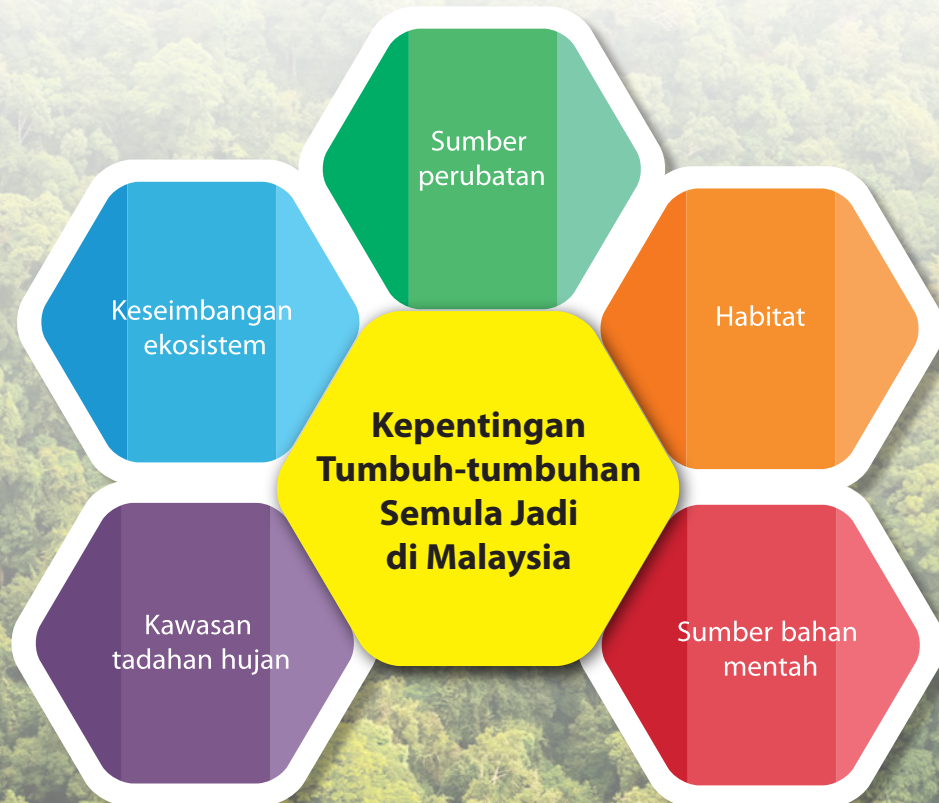 Sumber
perubatan
Keseimbangan
ekosistem
Habitat
Kepentingan
Tumbuh-tumbuhan
Semula Jadi
di Malaysia
Kawasan
tadahan hujan
Sumber bahan
mentah